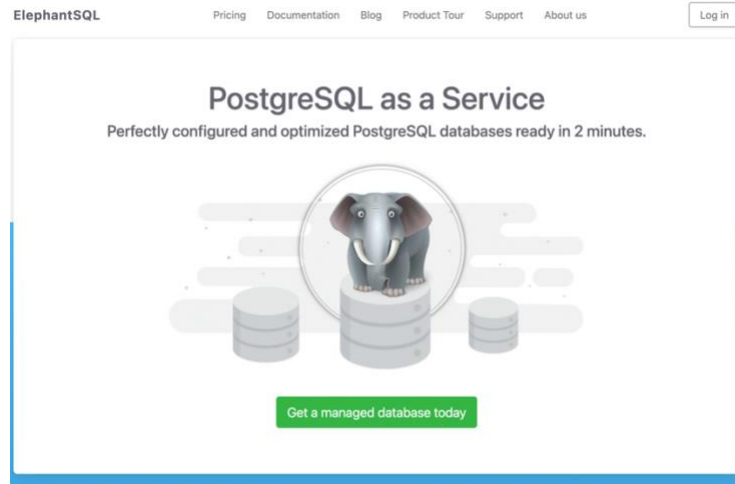 ElephantSQL Pricing Documentation Blog Product Tour Support About us Log in
PostgreSQL as a Service
Perfectly configured and optimized PostgreSQL databases ready in 2 minutes.
Get a managed database today